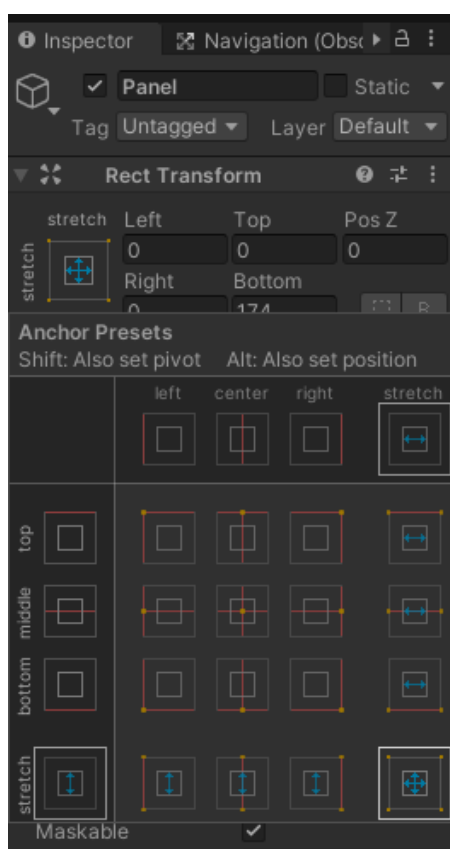 Inspector Navigation (Obsc
Panel Static
Tag Untagged Layer Default
Rect Transform
stretch Left Top Pos Z
stretch
0 0 0
Right Bottom
0 174 R
Anchor Presets
Shift: Also set pivot Alt: Also set position
left center right stretch
top
middle
bottom
stretch
Maskable